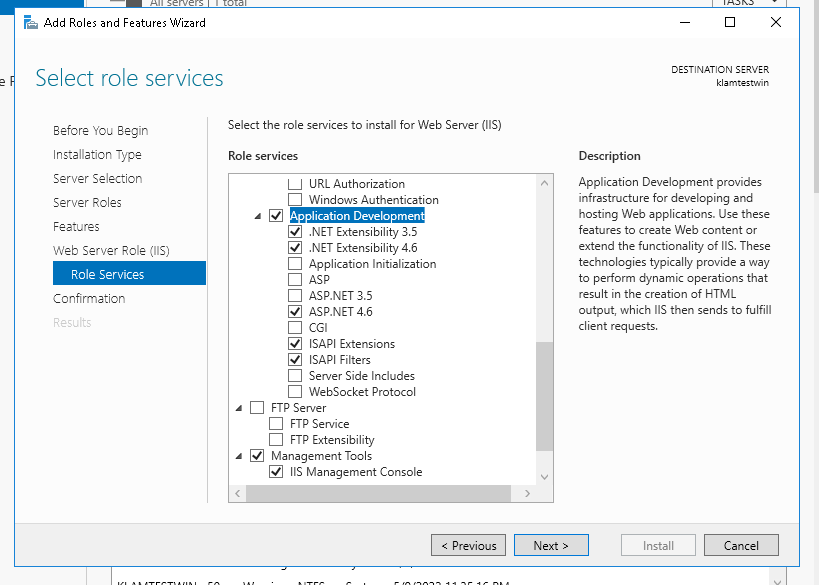 All servers | 1 total
TASKS
Add Roles and Features Wizard
Select role services
DESTINATION SERVER
klamtestwin
Before You Begin
Installation Type
Server Selection
Server Roles
Features
Web Server Role (IIS)
Role Services
Confirmation
Results
Select the role services to install for Web Server (IIS)
Role services
URL Authorization
Windows Authentication
Application Development
.NET Extensibility 3.5
.NET Extensibility 4.6
Application Initialization
ASP
ASP.NET 3.5
ASP.NET 4.6
CGI
ISAPI Extensions
ISAPI Filters
Server Side Includes
WebSocket Protocol
FTP Server
FTP Service
FTP Extensibility
Management Tools
IIS Management Console
Description
Application Development provides
infrastructure for developing and
hosting Web applications. Use these
features to create Web content or
extend the functionality of IIS. These
technologies typically provide a way
to perform dynamic operations that
result in the creation of HTML
output, which IIS then sends to fulfill
client requests.
< Previous
Next >
Install
Cancel